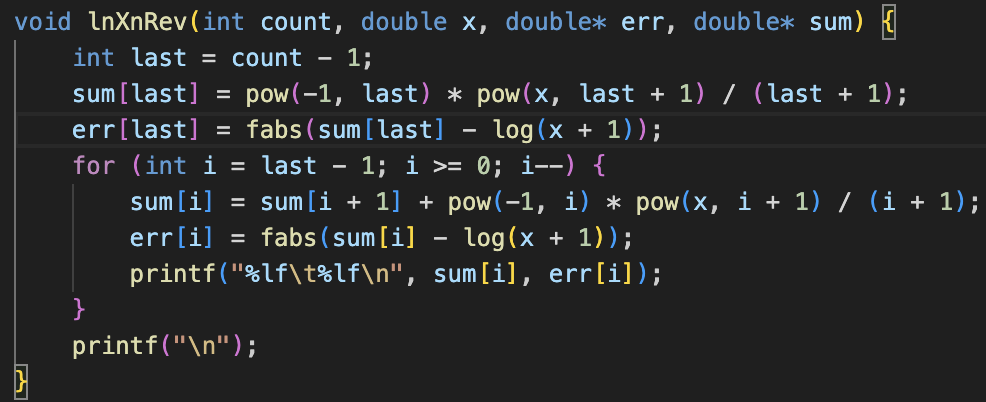 void lnXnRev(int count, double x, double* err, double* sum) {
    int last = count - 1;
    sum[last] = pow(-1, last) * pow(x, last + 1) / (last + 1);
    err[last] = fabs(sum[last] - log(x + 1));
    for (int i = last - 1; i >= 0; i--) {
        sum[i] = sum[i + 1] + pow(-1, i) * pow(x, i + 1) / (i + 1);
        err[i] = fabs(sum[i] - log(x + 1));
        printf("%lf\t%lf\n", sum[i], err[i]);
    }
    printf("\n");
}